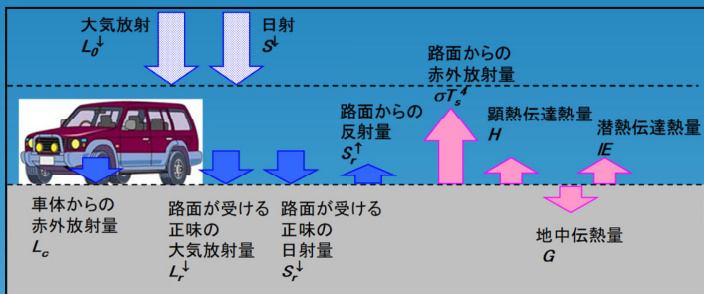 大気放射
L₀↓
日射
S↓
路面からの
赤外放射量
σTₛ⁴
路面からの
反射量
Sᵣ↑
顕熱伝達熱量
H
潜熱伝達熱量
lE
車体からの
赤外放射量
L꜀
路面が受ける
正味の
大気放射量
Lᵣ↓
路面が受ける
正味の
日射量
Sᵣ↓
地中伝熱量
G